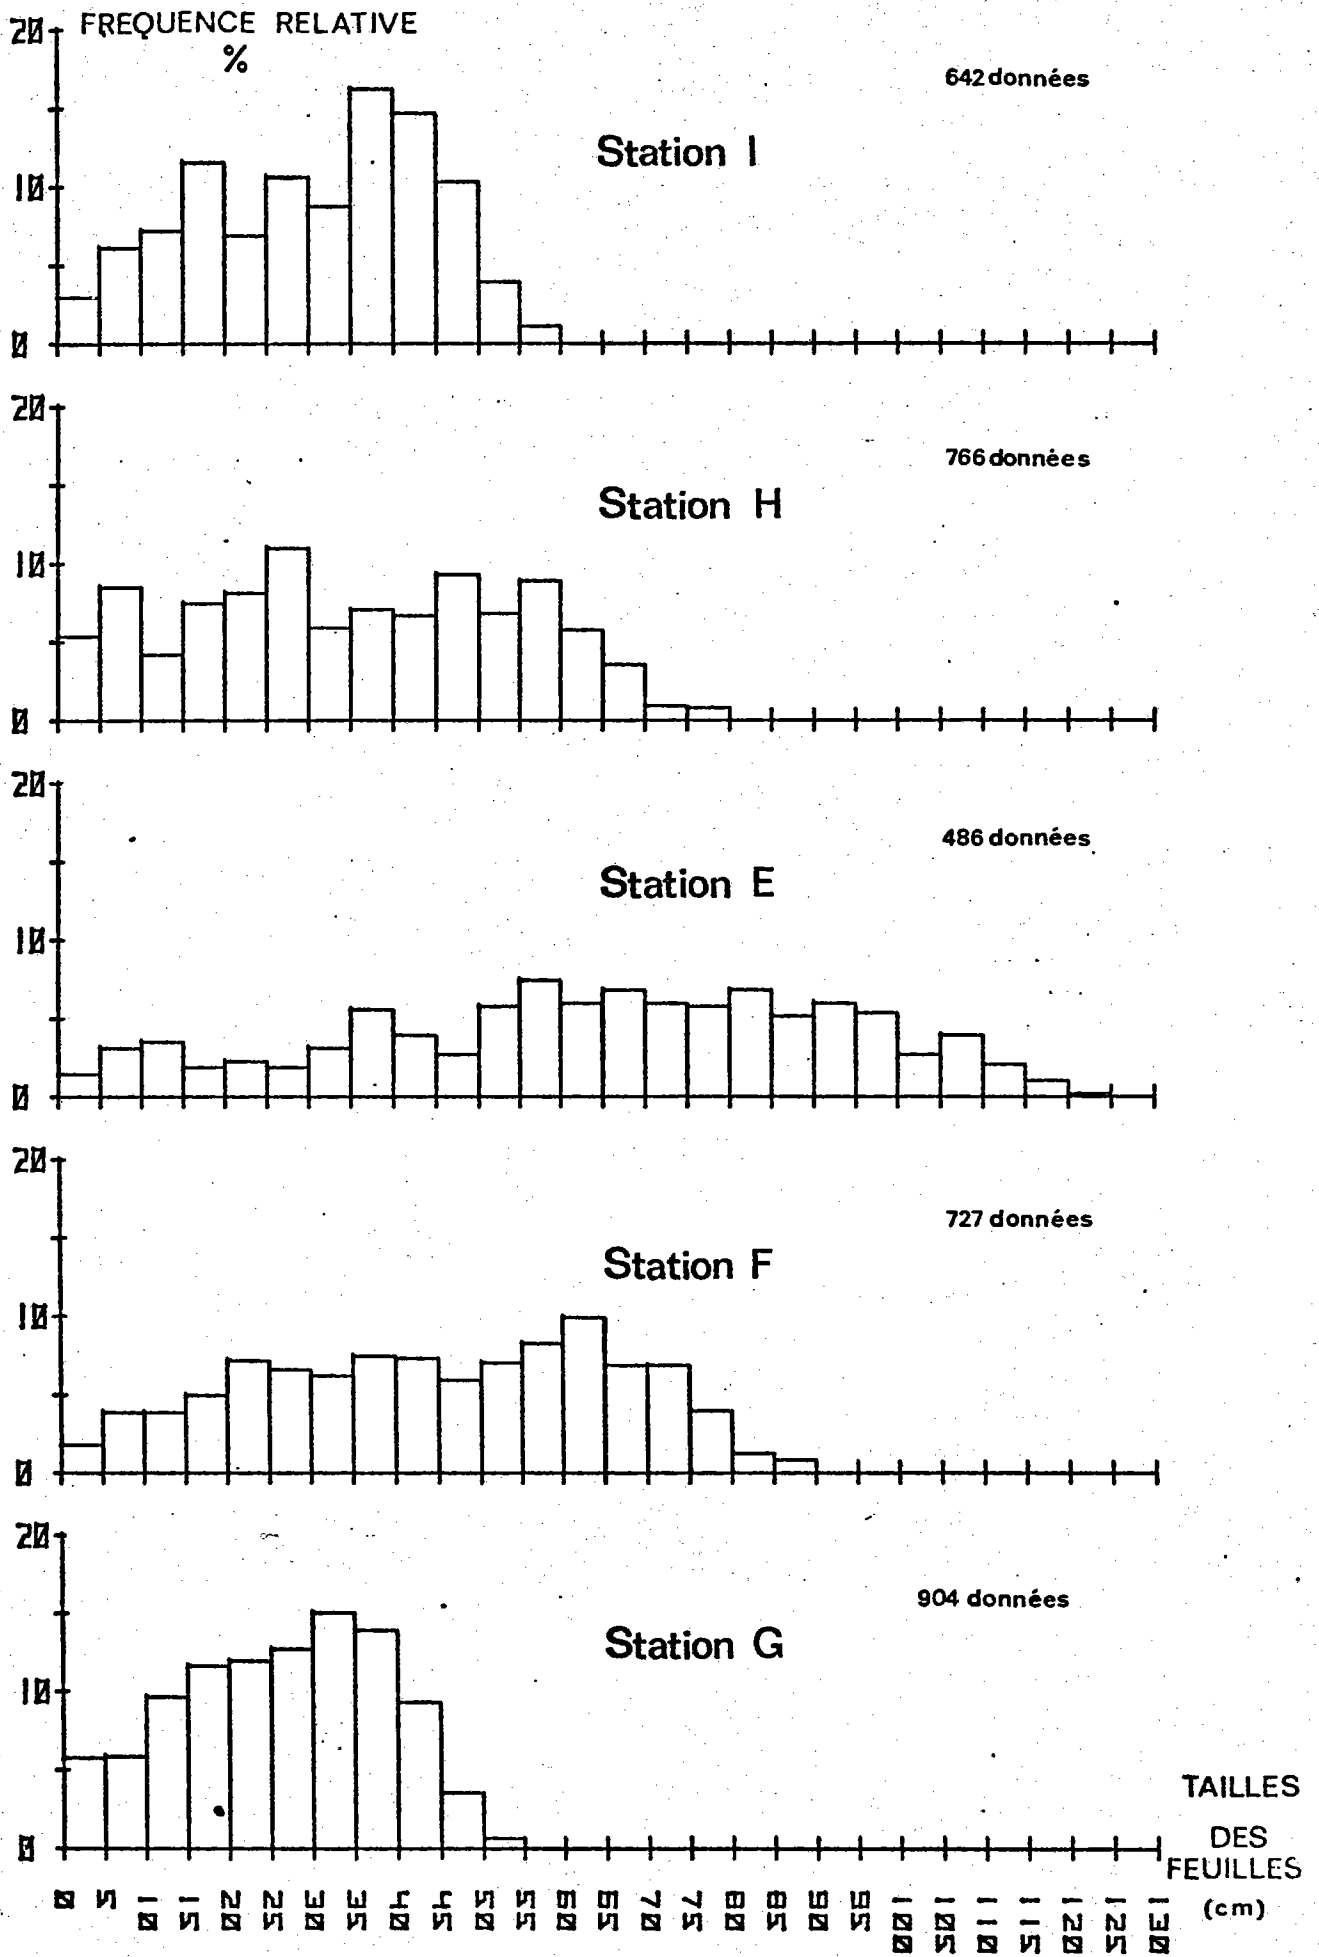 FREQUENCE RELATIVE
%
20
10
0
642 données
Station I
20
10
0
766 données
Station H
20
10
0
486 données
Station E
20
10
0
727 données
Station F
20
10
0
904 données
Station G
TAILLES
DES
FEUILLES
(cm)
0 5 10 15 20 25 30 35 40 45 50 55 60 65 70 75 80 85 90 95 100 105 110 115 120 125 130